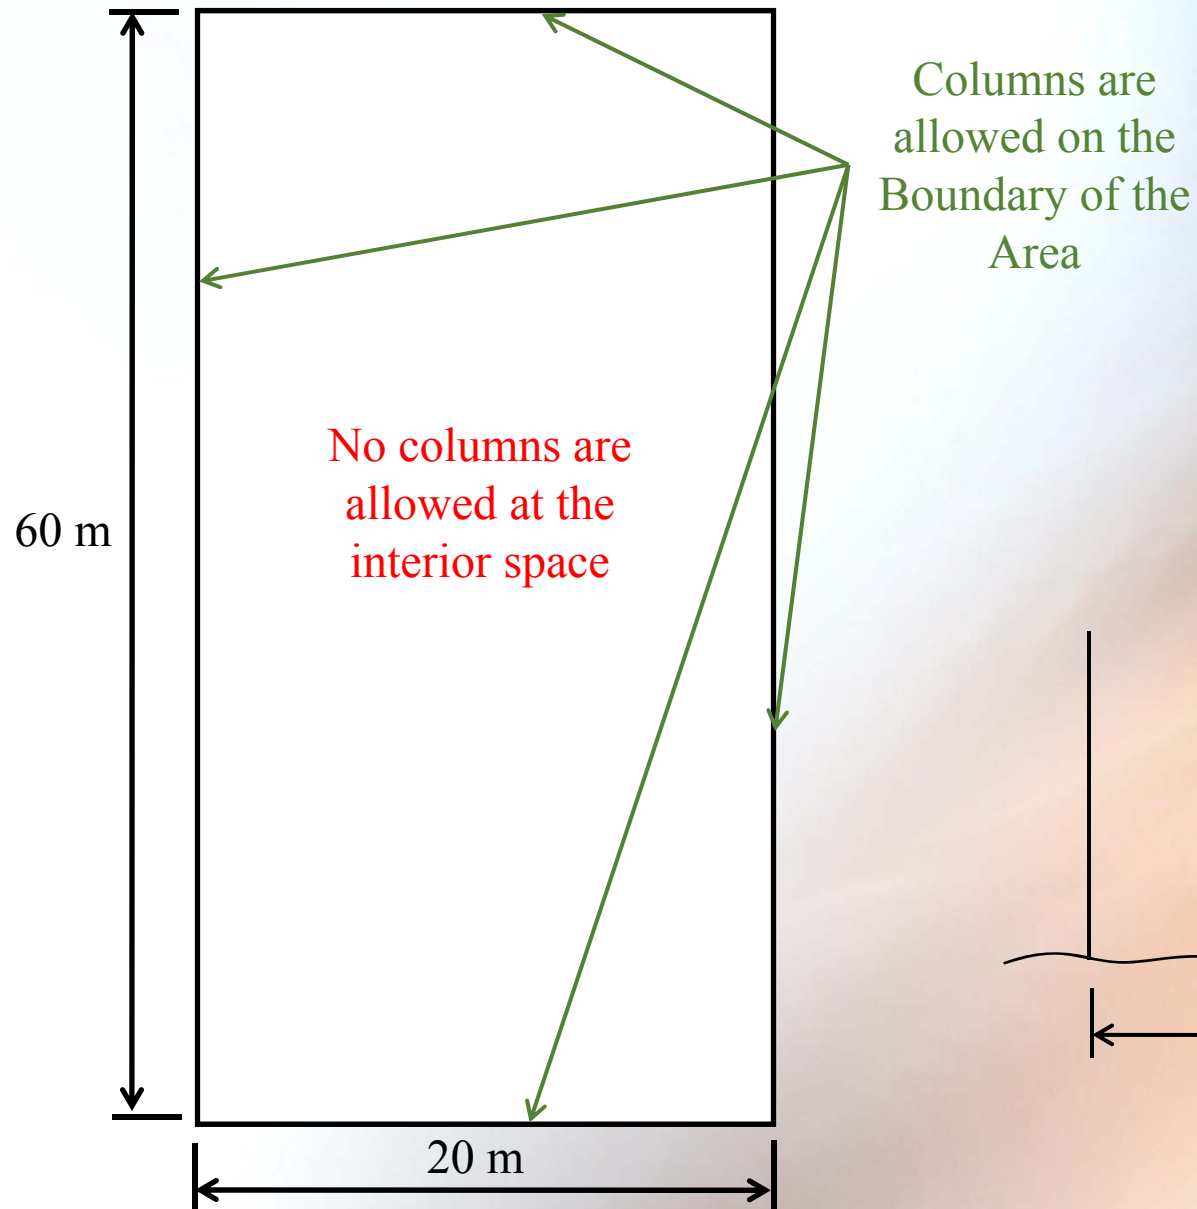 Columns are
allowed on the
Boundary of the
Area
No columns are
allowed at the
interior space
60 m
20 m